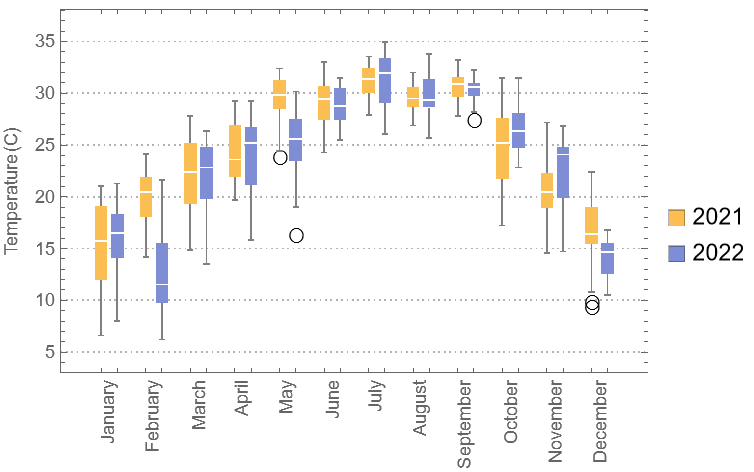 35
30
25
20
15
10
5
Temperature (C)
January
February
March
April
May
June
July
August
September
October
November
December
2021
2022